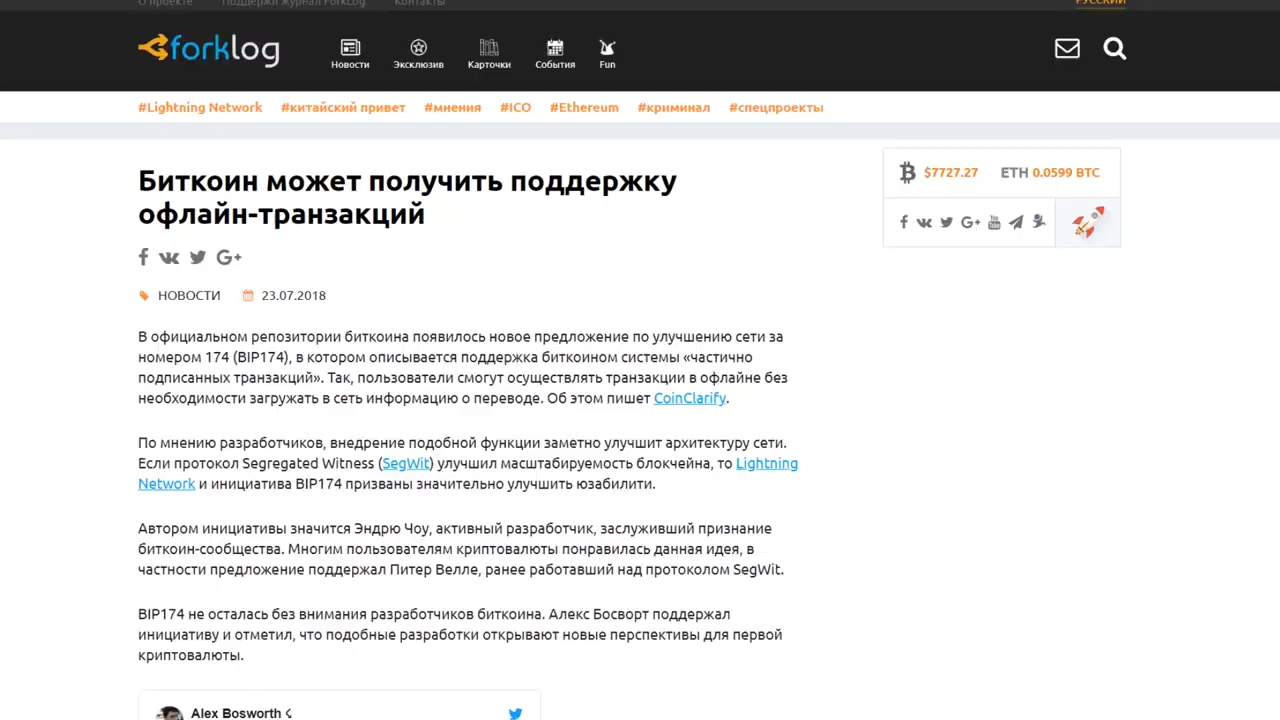 О проекте Поддержи журнал ForkLog Контакты РУССКИЙ
forklog
Новости Эксклюзив Карточки События Fun
#Lightning Network #китайский привет #мнения #ICO #Ethereum #криминал #спецпроекты
Биткоин может получить поддержку
офлайн-транзакций
$7727.27 ETH 0.0599 BTC
НОВОСТИ 23.07.2018
В официальном репозитории биткоина появилось новое предложение по улучшению сети за
номером 174 (BIP174), в котором описывается поддержка биткоином системы «частично
подписанных транзакций». Так, пользователи смогут осуществлять транзакции в офлайне без
необходимости загружать в сеть информацию о переводе. Об этом пишет CoinClarify.
По мнению разработчиков, внедрение подобной функции заметно улучшит архитектуру сети.
Если протокол Segregated Witness (SegWit) улучшил масштабируемость блокчейна, то Lightning
Network и инициатива BIP174 призваны значительно улучшить юзабилити.
Автором инициативы значится Эндрю Чоу, активный разработчик, заслуживший признание
биткоин-сообщества. Многим пользователям криптовалюты понравилась данная идея, в
частности предложение поддержал Питер Велле, ранее работавший над протоколом SegWit.
BIP174 не осталась без внимания разработчиков биткоина. Алекс Босворт поддержал
инициативу и отметил, что подобные разработки открывают новые перспективы для первой
криптовалюты.
Alex Bosworth